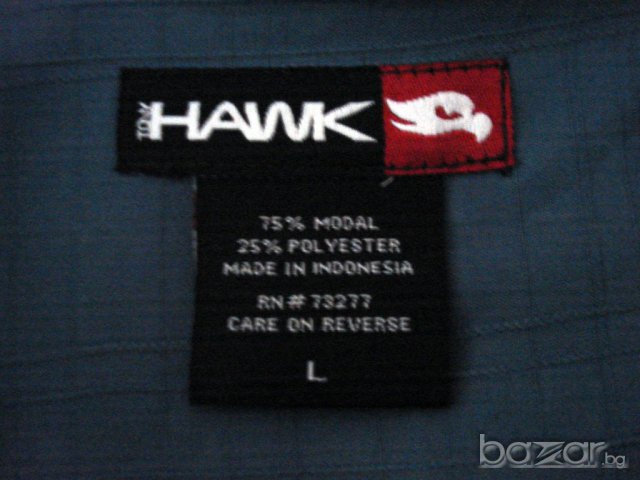 TONY HAWK
75% MODAL
25% POLYESTER
MADE IN INDONESIA
RN# 73277
CARE ON REVERSE
L
bazar.bg